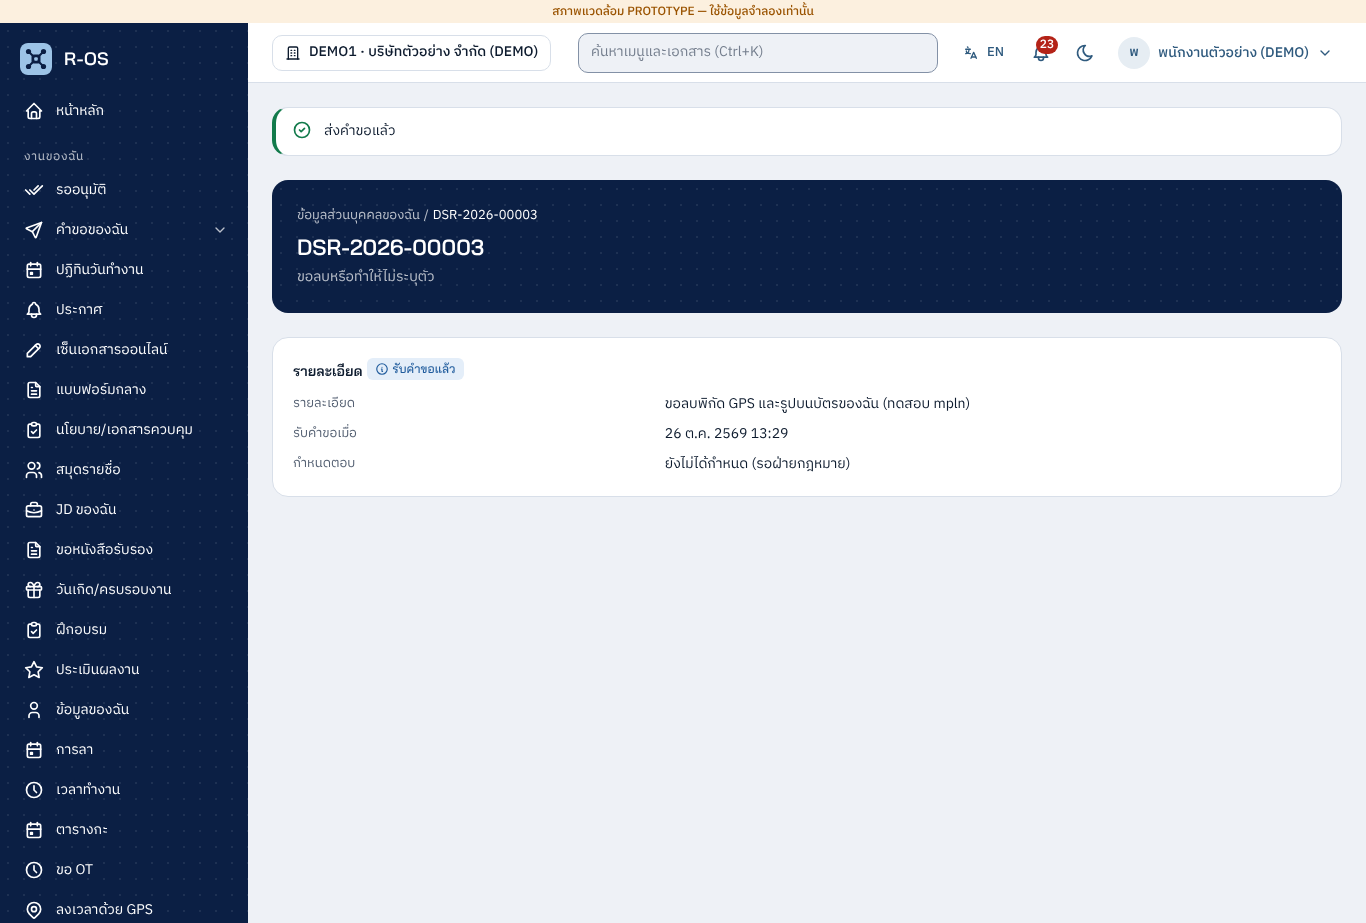 สภาพแวดล้อม PROTOTYPE — ใช้ข้อมูลจำลองเท่านั้น
R-OS
DEMO1 · บริษัทตัวอย่าง จำกัด (DEMO)
ค้นหาเมนูและเอกสาร (Ctrl+K)
EN
23
พ
พนักงานตัวอย่าง (DEMO)
หน้าหลัก
งานของฉัน
รออนุมัติ
คำขอของฉัน
ปฏิทินวันทำงาน
ประกาศ
เซ็นเอกสารออนไลน์
แบบฟอร์มกลาง
นโยบาย/เอกสารควบคุม
สมุดรายชื่อ
JD ของฉัน
ขอหนังสือรับรอง
วันเกิด/ครบรอบงาน
ฝึกอบรม
ประเมินผลงาน
ข้อมูลของฉัน
การลา
เวลาทำงาน
ตารางกะ
ขอ OT
ลงเวลาด้วย GPS
ส่งคำขอแล้ว
ข้อมูลส่วนบุคคลของฉัน / DSR-2026-00003
DSR-2026-00003
ขอลบหรือทำให้ไม่ระบุตัว
รายละเอียด รับคำขอแล้ว
รายละเอียด ขอลบพิกัด GPS และรูปบนบัตรของฉัน (ทดสอบ mpln)
รับคำขอเมื่อ 26 ต.ค. 2569 13:29
กำหนดตอบ ยังไม่ได้กำหนด (รอฝ่ายกฎหมาย)